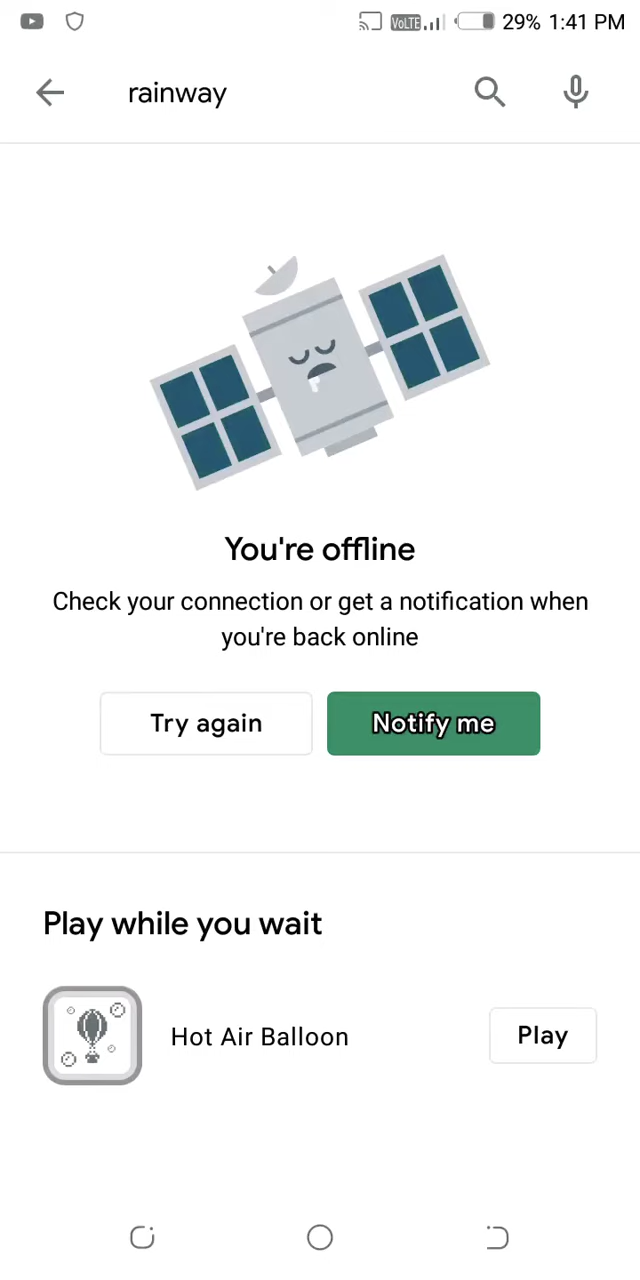 VoLTE 29% 1:41 PM
rainway
You're offline
Check your connection or get a notification when
you're back online
Try again Notify me
Play while you wait
Hot Air Balloon Play